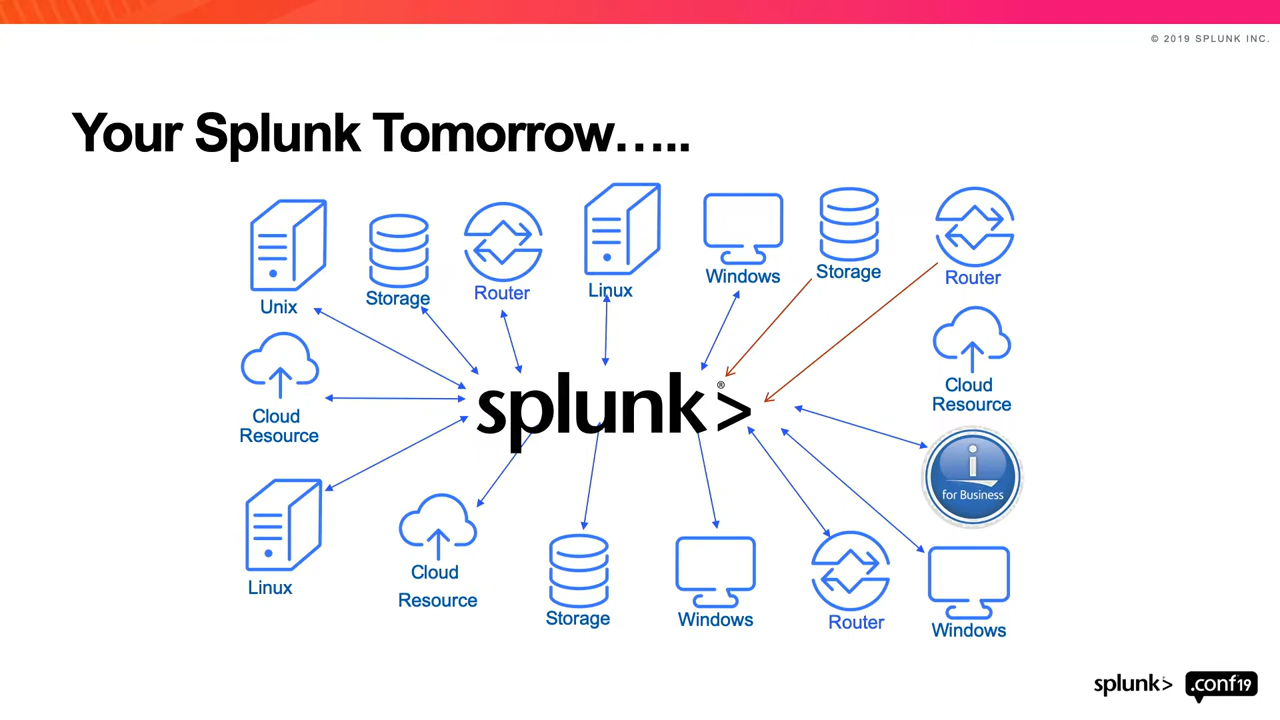 © 2019 SPLUNK INC.
Your Splunk Tomorrow…..
Unix
Storage
Router
Linux
Windows
Storage
Router
Cloud
Resource
splunk>®
Cloud
Resource
i
for Business
Linux
Cloud
Resource
Storage
Windows
Router
Windows
splunk> .conf19